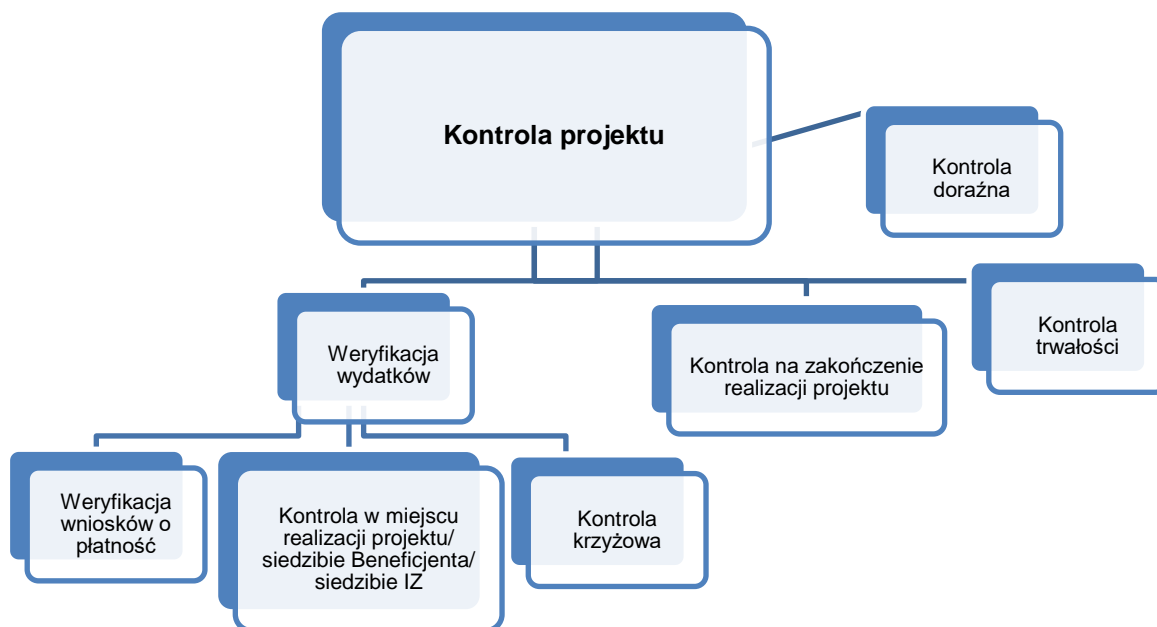 Kontrola projektu
Kontrola
doraźna
Weryfikacja
wydatków
Kontrola na zakończenie
realizacji projektu
Kontrola
trwałości
Weryfikacja
wniosków o
płatność
Kontrola w miejscu
realizacji projektu/
siedzibie Beneficjenta/
siedzibie IZ
Kontrola
krzyżowa